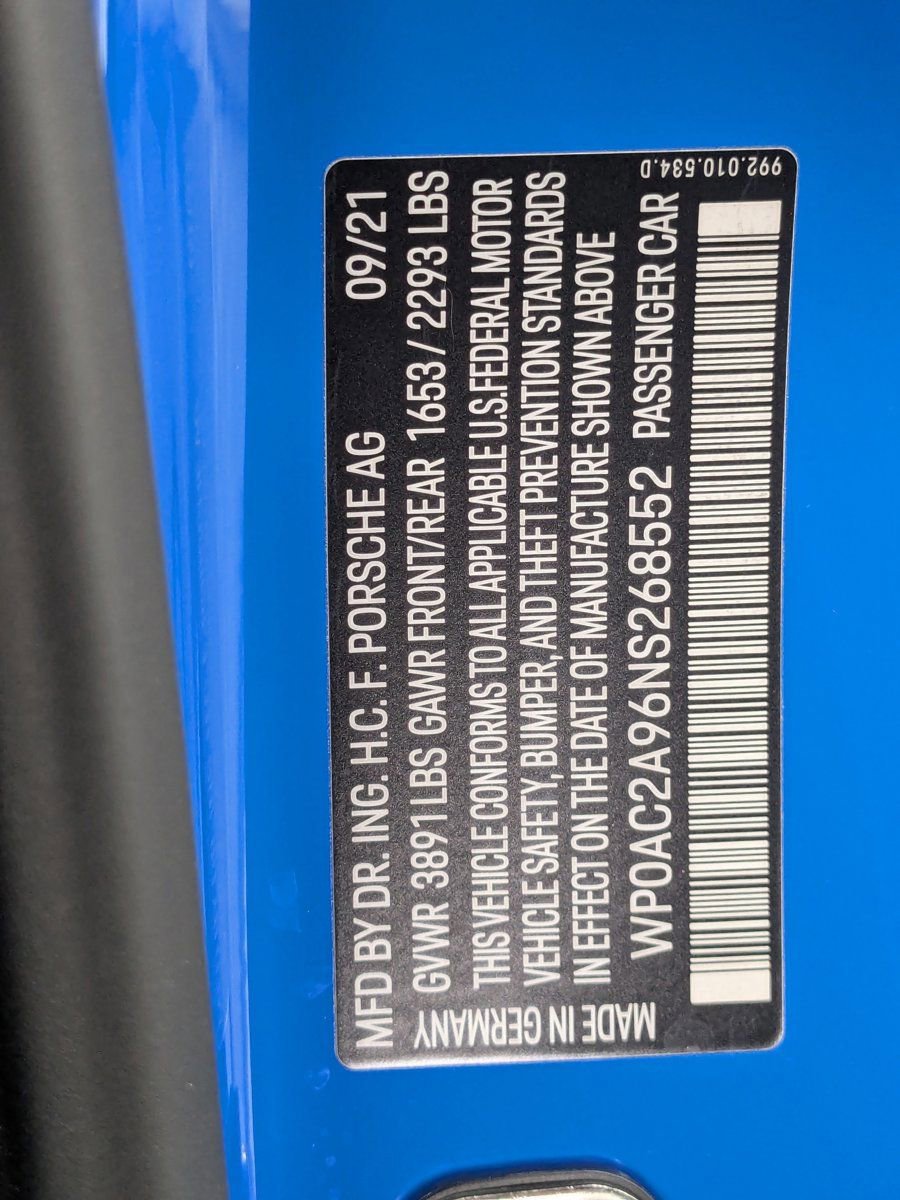 MFD BY DR. ING. H.C. F. PORSCHE AG 09/21
GVWR 3891 LBS GAWR FRONT/REAR 1653 / 2293 LBS
THIS VEHICLE CONFORMS TO ALL APPLICABLE U.S. FEDERAL MOTOR
VEHICLE SAFETY, BUMPER, AND THEFT PREVENTION STANDARDS
IN EFFECT ON THE DATE OF MANUFACTURE SHOWN ABOVE
WP0AC2A96NS268552 PASSENGER CAR
MADE IN GERMANY
992.010.534.D